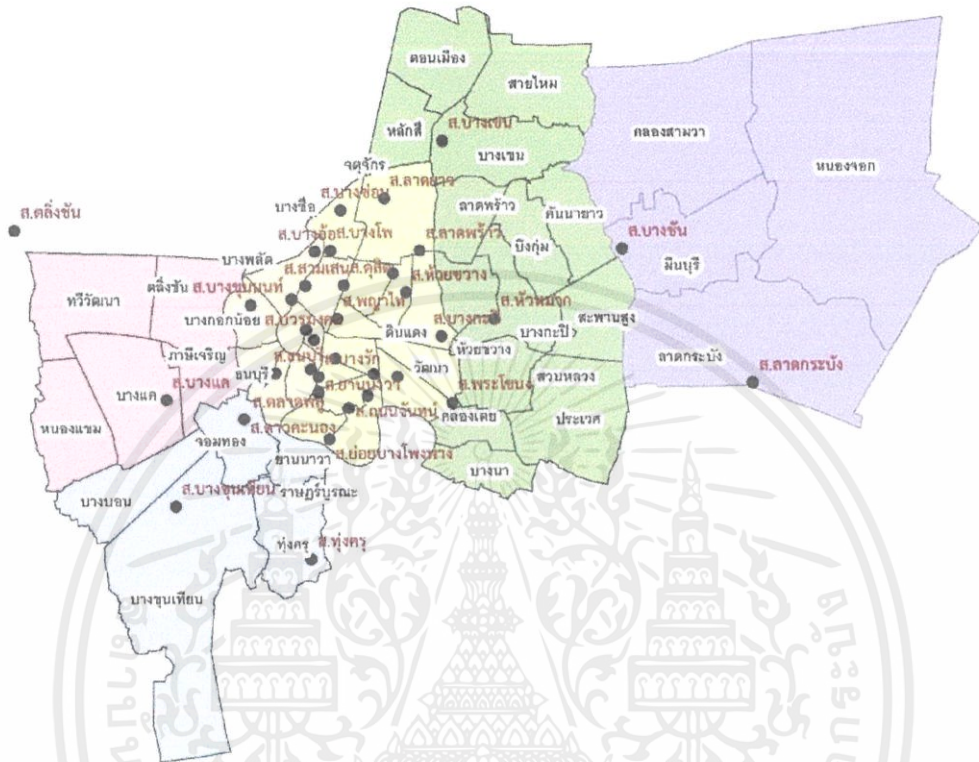 ดอนเมือง
สายไหม
หลักสี่
ส.บางเขน
บางเขน
คลองสามวา
หนองจอก
จตุจักร
ส.ลาดยาว
ส.บางซ่อน
บางซื่อ
ลาดพร้าว
คันนายาว
ส.ตลิ่งชัน
ส.บางอ้อ
ส.บางโพ
ส.ลาดพร้าว
บึงกุ่ม
ส.บางชัน
มีนบุรี
บางพลัด
ส.สามเสน
ส.ดุสิต
ส.ห้วยขวาง
ทวีวัฒนา
ตลิ่งชัน
ส.บางขุนนนท์
ส.พญาไท
ส.หัวหมาก
สะพานสูง
บางกอกน้อย
ส.บวรมงคล
ดินแดง
ส.บางกะปิ
บางกะปิ
ภาษีเจริญ
ห้วยขวาง
ลาดกระบัง
ธนบุรี
ส.บางรัก
วัฒนา
สวนหลวง
ส.ลาดกระบัง
บางแค
ส.บางแค
ส.ยานนาวา
ส.พระโขนง
ส.ตลาดพลู
ส.ถนนจันทน์
คลองเตย
ประเวศ
หนองแขม
จอมทอง
ส.ดาวคะนอง
ส.ย่อยบางโพงพาง
ยานนาวา
บางนา
บางบอน
ส.บางขุนเทียน
ราษฎร์บูรณะ
ทุ่งครุ
ส.ทุ่งครุ
บางขุนเทียน